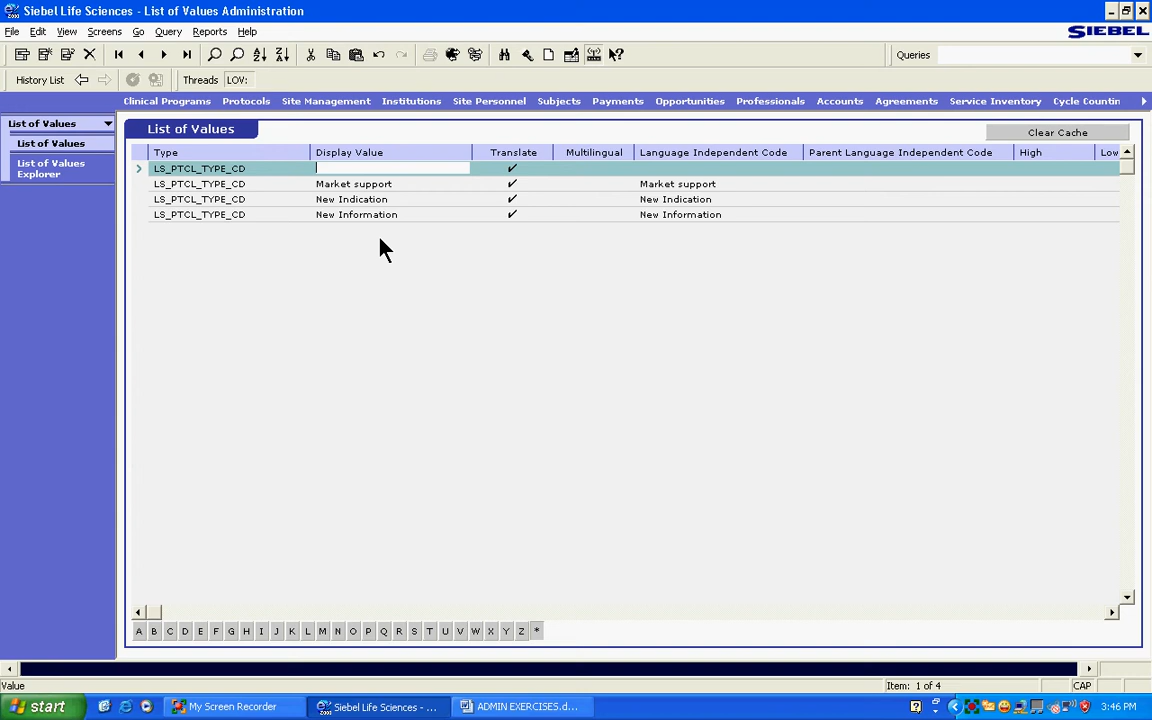 Siebel Life Sciences - List of Values Administration
File Edit View Screens Go Query Reports Help
SIEBEL
Queries
History List Threads LOV:
Clinical Programs Protocols Site Management Institutions Site Personnel Subjects Payments Opportunities Professionals Accounts Agreements Service Inventory Cycle Countin
List of Values
List of Values
List of Values Explorer
List of Values
Clear Cache
Type Display Value Translate Multilingual Language Independent Code Parent Language Independent Code High Low
LS_PTCL_TYPE_CD
LS_PTCL_TYPE_CD Market support Market support
LS_PTCL_TYPE_CD New Indication New Indication
LS_PTCL_TYPE_CD New Information New Information
A B C D E F G H I J K L M N O P Q R S T U V W X Y Z *
Value Item: 1 of 4 CAP
start My Screen Recorder Siebel Life Sciences - ... ADMIN EXERCISES.d... 3:46 PM